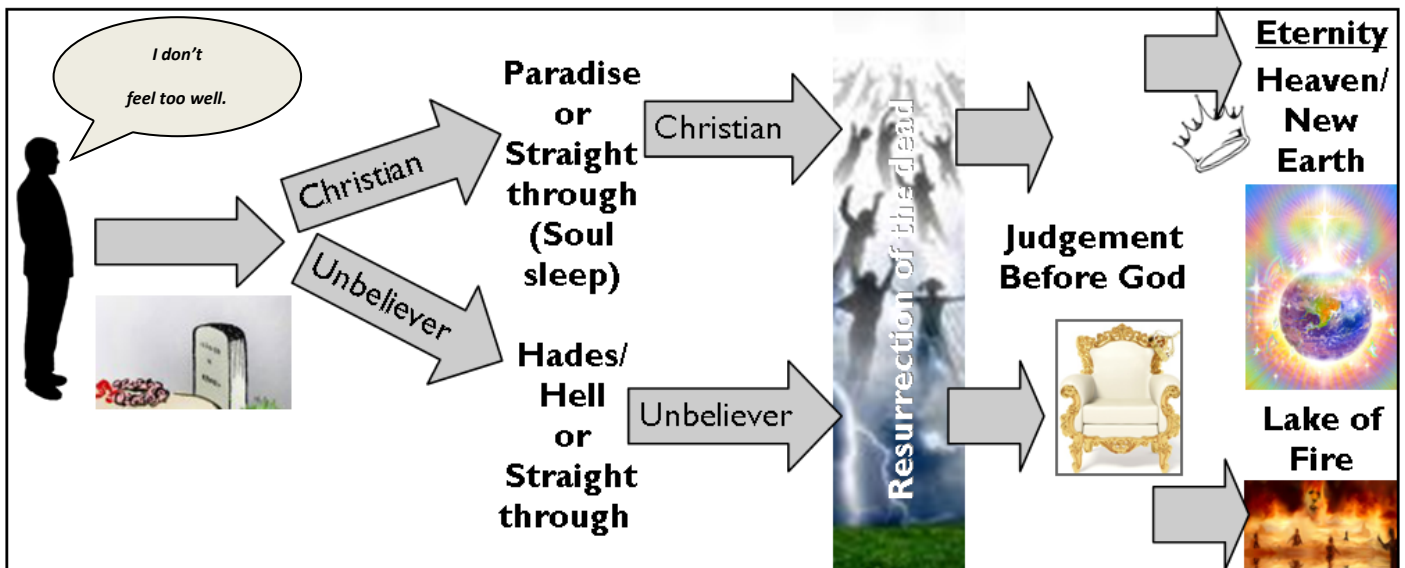 I don't
feel too well.
Christian
Unbeliever
Paradise
or
Straight
through
(Soul
sleep)
Hades/
Hell
or
Straight
through
Christian
Unbeliever
Resurrection of the dead
Judgement
Before God
Eternity
Heaven/
New
Earth
Lake of
Fire